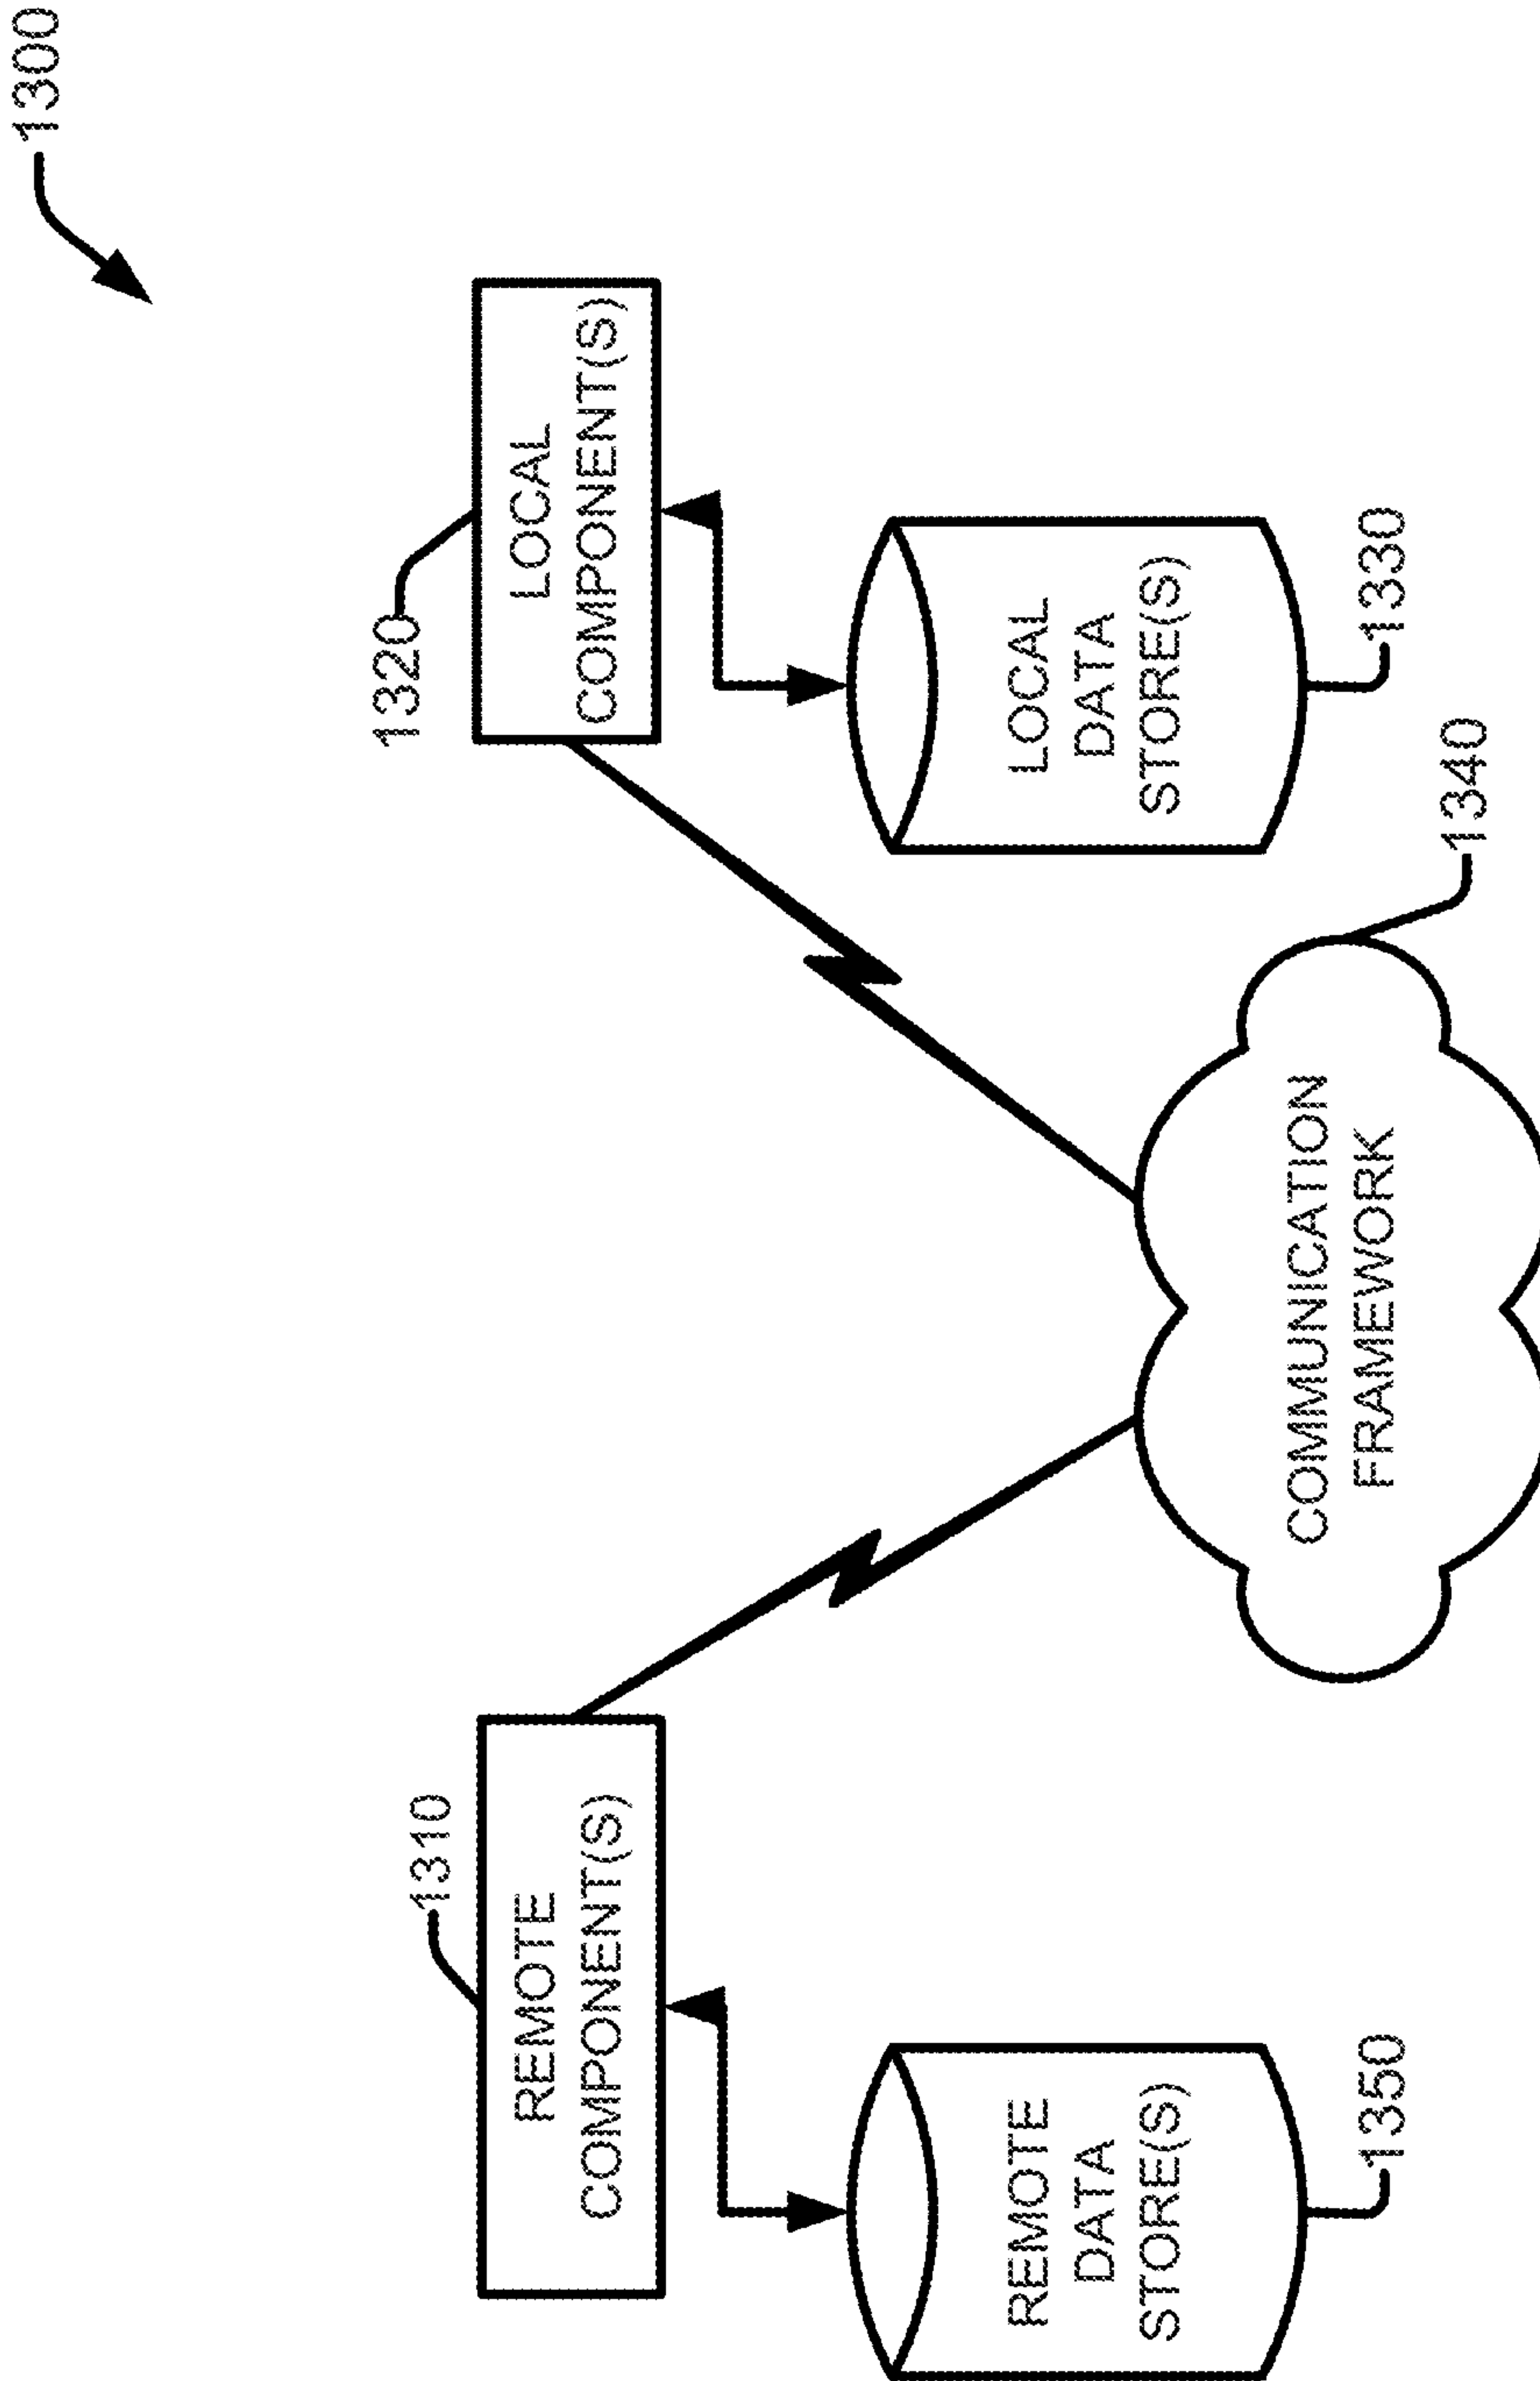 1300
1310
REMOTE
COMPONENT(S)
1320
LOCAL
COMPONENT(S)
REMOTE
DATA
STORE(S)
1350
LOCAL
DATA
STORE(S)
1330
COMMUNICATION
FRAMEWORK
1340